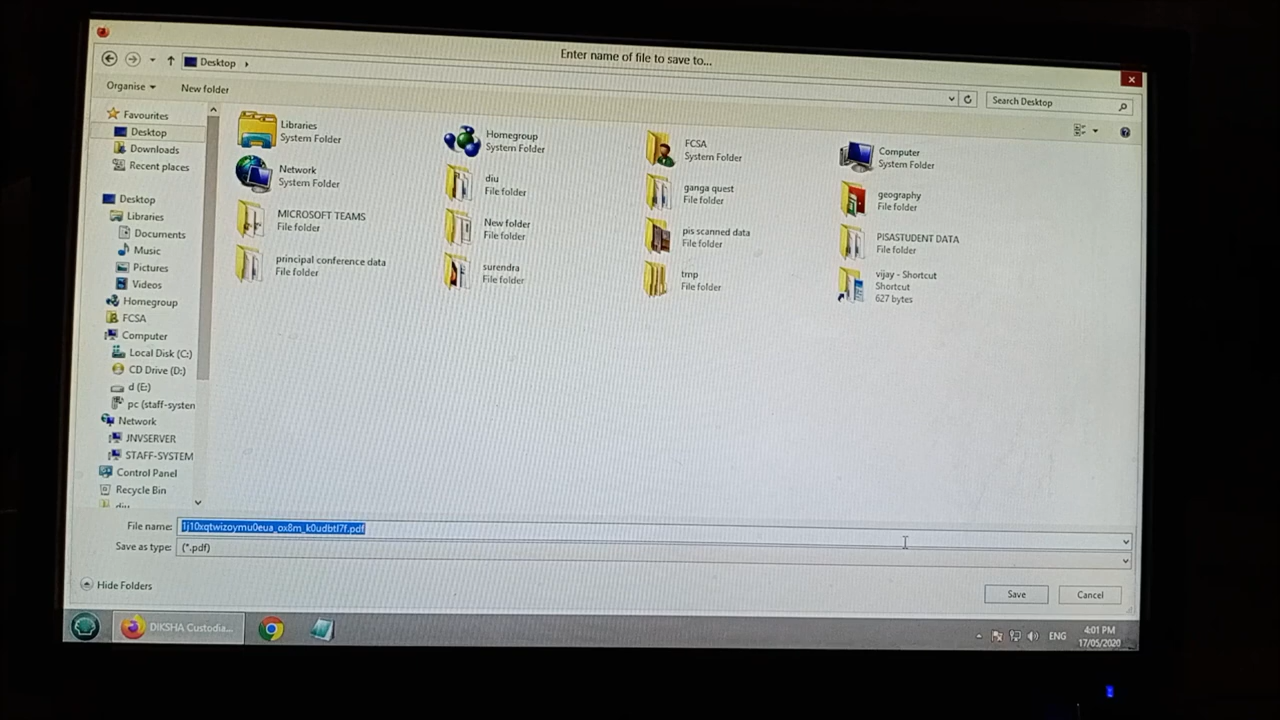 Enter name of file to save to...
Desktop
Search Desktop
Organise
New folder
Favourites
Desktop
Downloads
Recent places
Desktop
Libraries
Documents
Music
Pictures
Videos
Homegroup
FCSA
Computer
Local Disk (C:)
CD Drive (D:)
d (E:)
pc (staff-systen
Network
JNVSERVER
STAFF-SYSTEM
Control Panel
Recycle Bin
diu
Libraries
System Folder
Homegroup
System Folder
FCSA
System Folder
Computer
System Folder
Network
System Folder
diu
File folder
ganga quest
File folder
geography
File folder
MICROSOFT TEAMS
File folder
New folder
File folder
pis scanned data
File folder
PISASTUDENT DATA
File folder
principal conference data
File folder
surendra
File folder
tmp
File folder
vijay - Shortcut
Shortcut
627 bytes
File name: 1j10xqtwizoymu0eua_ox8m_k0udbtl7f.pdf
Save as type: (*.pdf)
Hide Folders
Save
Cancel
DIKSHA Custodia...
ENG
4:01 PM
17/05/2020